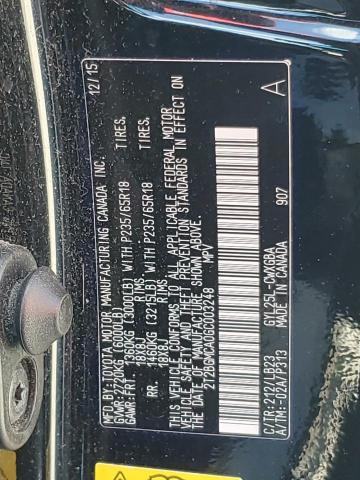 MFD.BY:TOYOTA MOTOR MANUFACTURING CANADA INC. 12/15
GVWR:2720KG(6000LB)
GAWR:FRT. 1360KG(3000LB) WITH P235/65R18 TIRES.
18X8J RIMS
RR. 1460KG(3215LB) WITH P235/65R18 TIRES.
18X8J RIMS
THIS VEHICLE CONFORMS TO ALL APPLICABLE FEDERAL MOTOR
VEHICLE SAFETY STANDARDS AND THEFT PREVENTION STANDARDS IN EFFECT
ON THE DATE OF MANUFACTURE SHOWN ABOVE.
2T2BGMCA0GC003248 MPV
A
C/TR:212/LB23 GYL25L-CWXGBA
A/TM:-02A/P313 MADE IN CANADA
907